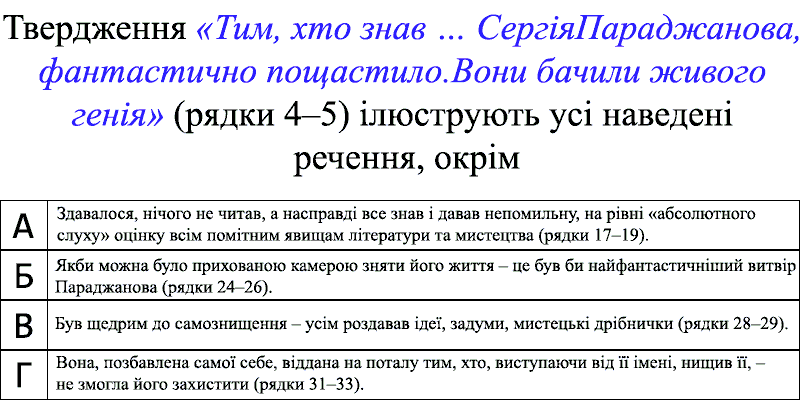 Твердження «Тим, хто знав … СергіяПараджанова,
фантастично пощастило.Вони бачили живого
генія» (рядки 4–5) ілюструють усі наведені
речення, окрім
А
Здавалося, нічого не читав, а насправді все знав і давав непомильну, на рівні «абсолютного
слуху» оцінку всім помітним явищам літератури та мистецтва (рядки 17–19).
Б
Якби можна було прихованою камерою зняти його життя – це був би найфантастичніший витвір
Параджанова (рядки 24–26).
В
Був щедрим до самознищення – усім роздавав ідеї, задуми, мистецькі дрібнички (рядки 28–29).
Г
Вона, позбавлена самої себе, віддана на поталу тим, хто, виступаючи від її імені, нищив її, –
не змогла його захистити (рядки 31–33).